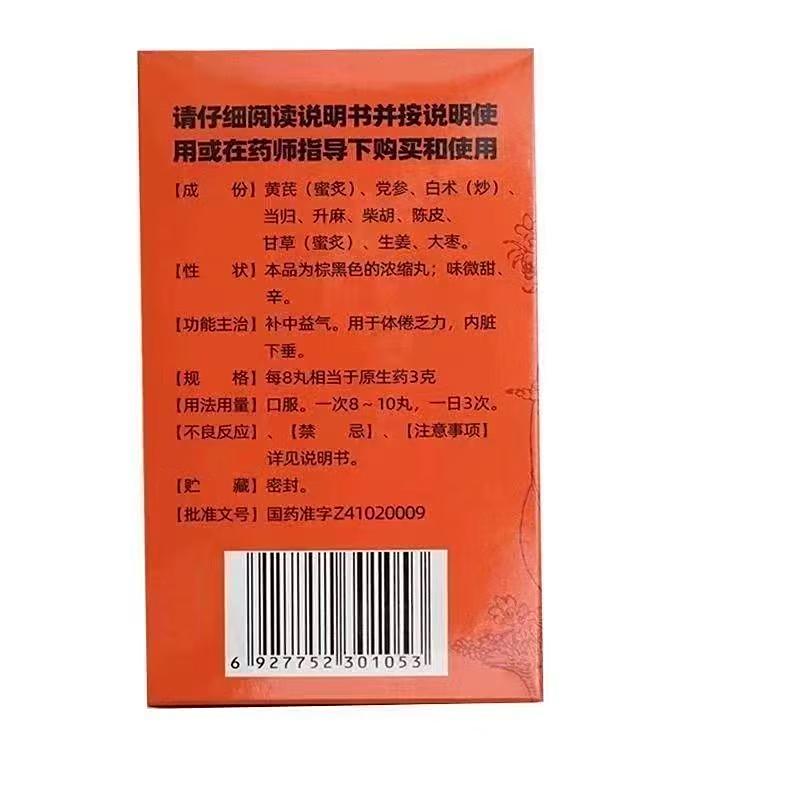 请仔细阅读说明书并按说明使
用或在药师指导下购买和使用
【成　份】黄芪（蜜炙）、党参、白术（炒）、
当归、升麻、柴胡、陈皮、
甘草（蜜炙）、生姜、大枣。
【性　状】本品为棕黑色的浓缩丸；味微甜、
辛。
【功能主治】补中益气。用于体倦乏力，内脏
下垂。
【规　格】每8丸相当于原生药3克
【用法用量】口服。一次8～10丸，一日3次。
【不良反应】、【禁　忌】、【注意事项】
详见说明书。
【贮　藏】密封。
【批准文号】国药准字Z41020009
6 927752 301053